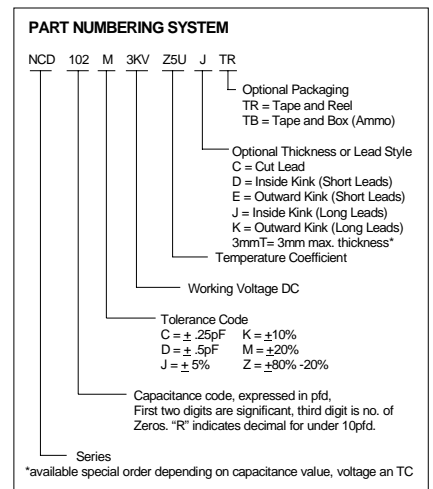 PART NUMBERING SYSTEM
NCD 102 M 3KV Z5U J TR
Optional Packaging
TR = Tape and Reel
TB = Tape and Box (Ammo)
Optional Thickness or Lead Style
C = Cut Lead
D = Inside Kink (Short Leads)
E = Outward Kink (Short Leads)
J = Inside Kink (Long Leads)
K = Outward Kink (Long Leads)
3mmT= 3mm max. thickness*
Temperature Coefficient
Working Voltage DC
Tolerance Code
C = ± .25pF K = ±10%
D = ± .5pF M = ±20%
J = ± 5% Z = ±80% -20%
Capacitance code, expressed in pfd,
First two digits are significant, third digit is no. of
Zeros. “R” indicates decimal for under 10pfd.
Series
*available special order depending on capacitance value, voltage an TC